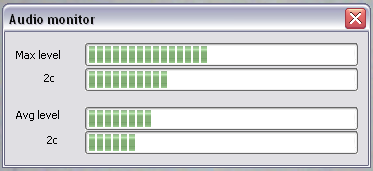 Audio monitor
Max level
2c
Avg level
2c